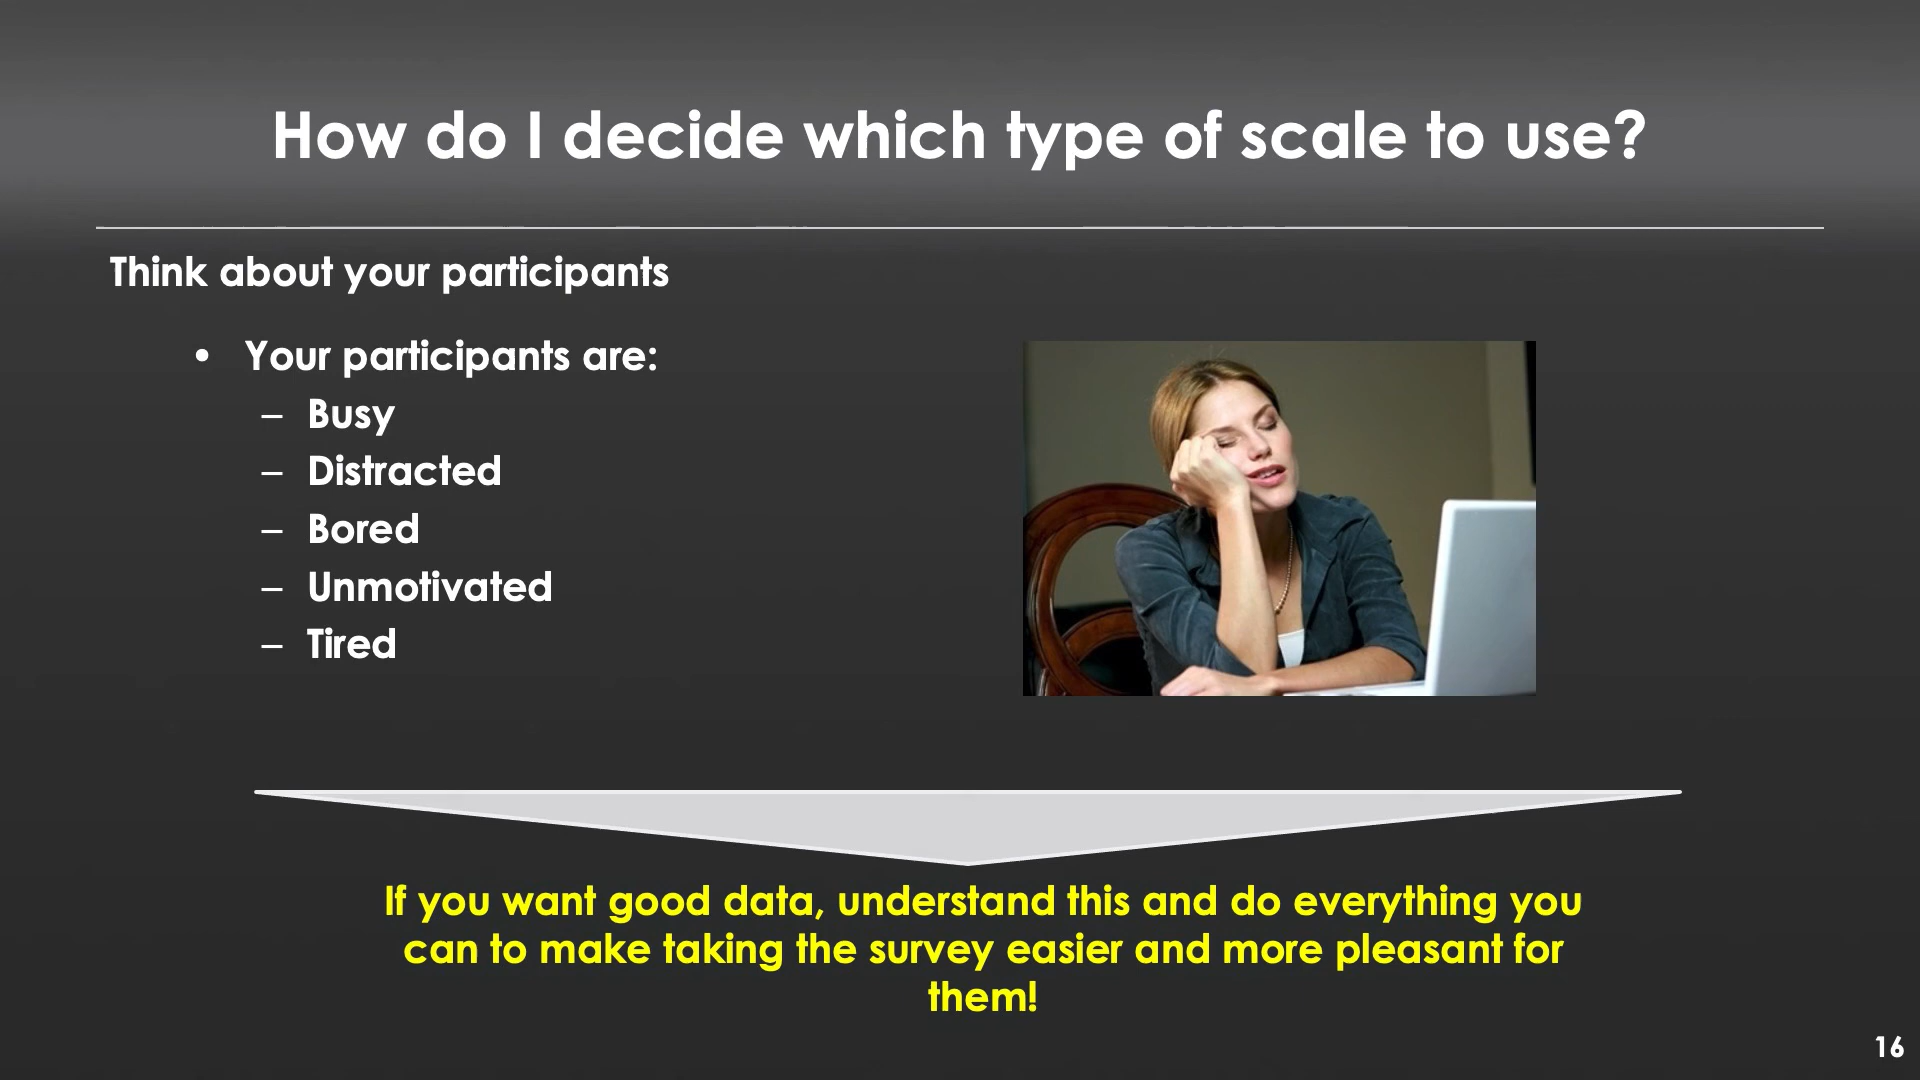 How do I decide which type of scale to use?
Think about your participants
• Your participants are:
– Busy
– Distracted
– Bored
– Unmotivated
– Tired
If you want good data, understand this and do everything you
can to make taking the survey easier and more pleasant for
them!
16